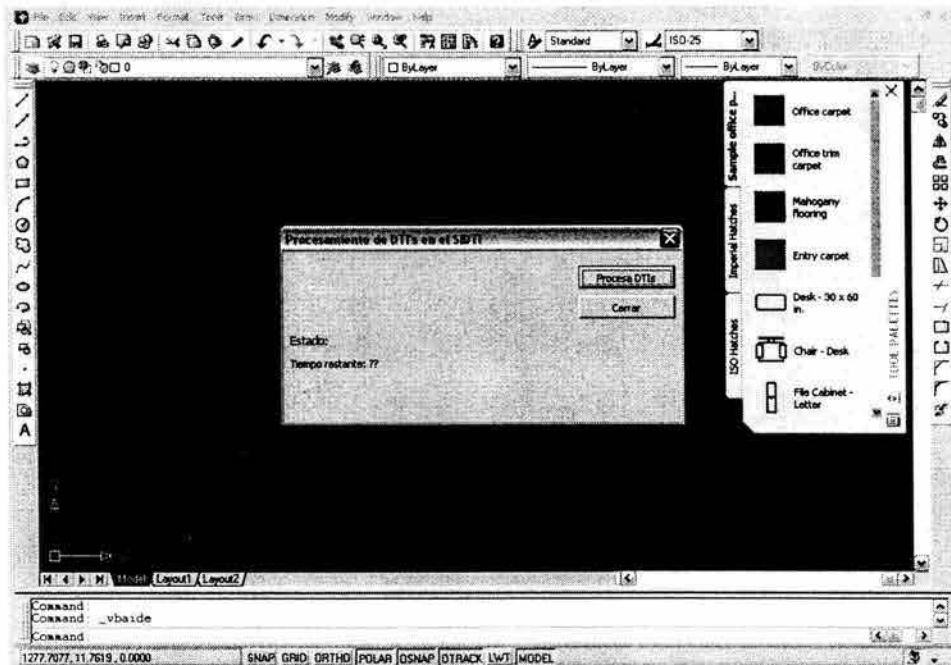 File Edit View Insert Format Tools Draw Dimension Modify Window Help
Standard
ISO-25
0
ByLayer
ByLayer
ByLayer
ByColor
Sample office p...
Imperial Hatches
ISO Hatches
Office carpet
Office trim carpet
Mahogany flooring
Entry carpet
Desk - 30 x 60 in.
Chair - Desk
File Cabinet - Letter
TOOL PALETTES
Procesamiento de DTIs en el SIDTI
Procesa DTIs
Cerrar
Estado:
Tiempo restante: ??
A
Model Layout1 Layout2
Command
Command: _vbaide
Command
1277.7077, 11.7619, 0.0000 SNAP GRID ORTHO POLAR OSNAP OTRACK LWT MODEL